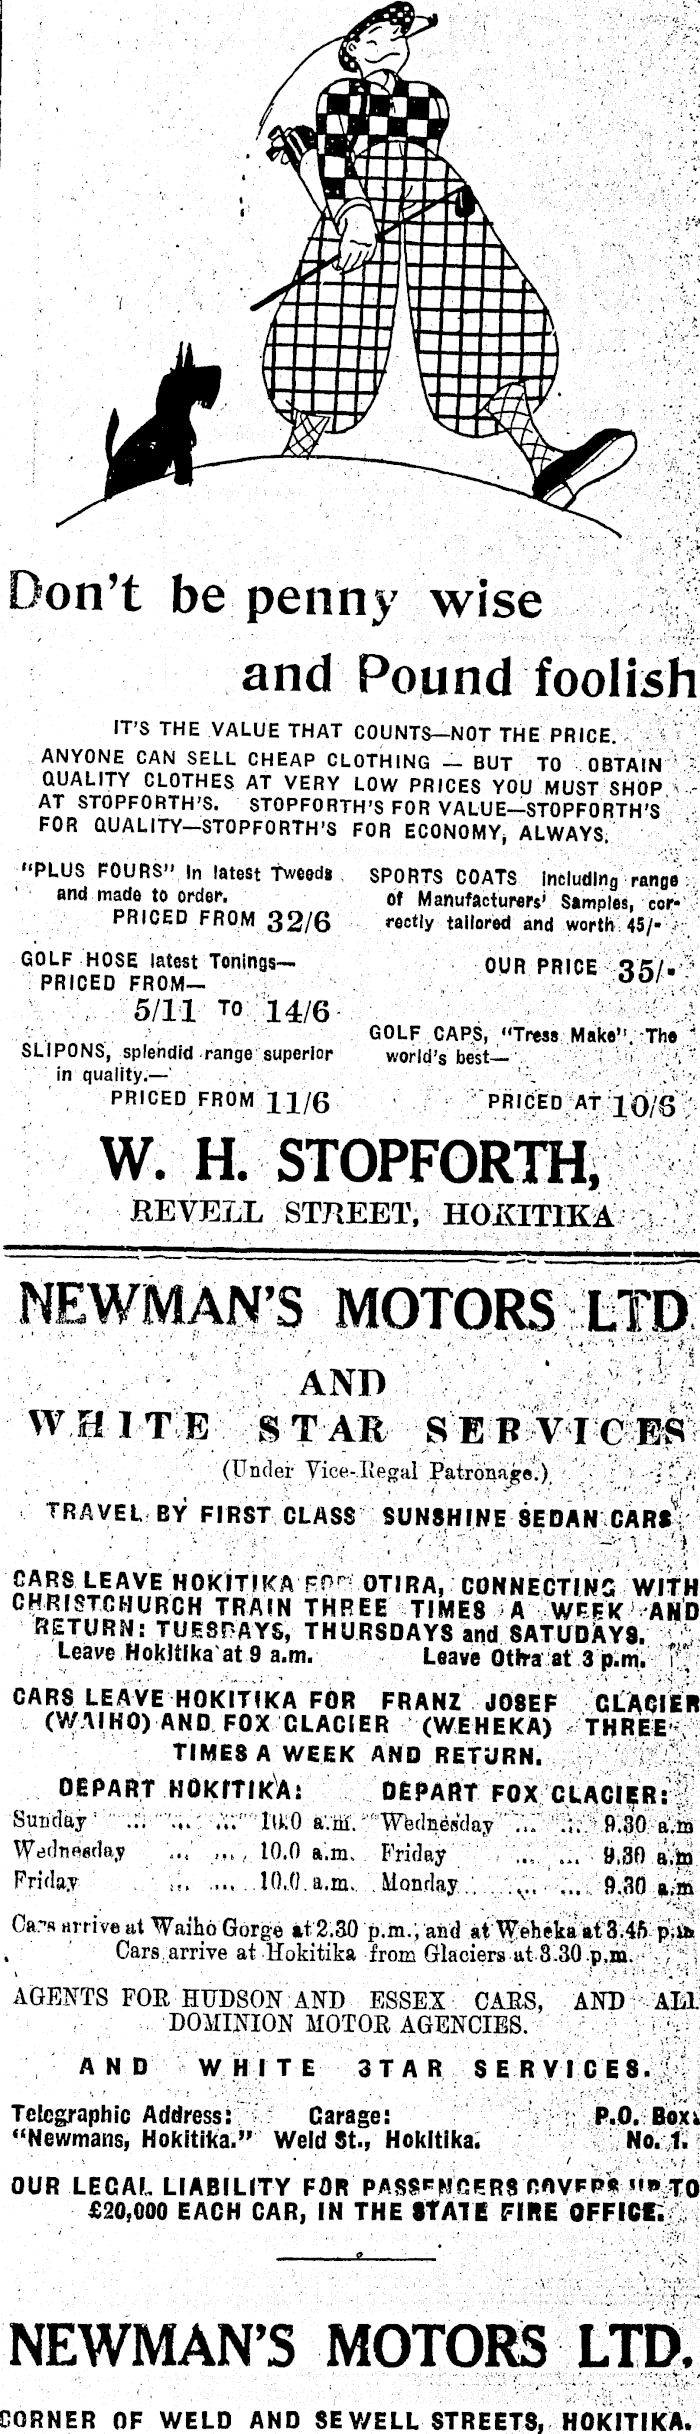 Don't be penny wise
and Pound foolish
IT'S THE VALUE THAT COUNTS—NOT THE PRICE.
ANYONE CAN SELL CHEAP CLOTHING — BUT TO OBTAIN
QUALITY CLOTHES AT VERY LOW PRICES YOU MUST SHOP
AT STOPFORTH'S. STOPFORTH'S FOR VALUE—STOPFORTH'S
FOR QUALITY—STOPFORTH'S FOR ECONOMY, ALWAYS.
"PLUS FOURS" in latest Tweeds
and made to order.
PRICED FROM 32/6
GOLF HOSE latest Tonings—
PRICED FROM—
5/11 TO 14/6
SLIPONS, splendid range superior
in quality.—
PRICED FROM 11/6
SPORTS COATS including range
of Manufacturers' Samples, cor-
rectly tailored and worth 45/-
OUR PRICE 35/-
GOLF CAPS, "Tress Make". The
world's best—
PRICED AT 10/6
W. H. STOPFORTH,
REVELL STREET, HOKITIKA
NEWMAN'S MOTORS LTD
AND
WHITE STAR SERVICES
(Under Vice-Regal Patronage.)
TRAVEL BY FIRST CLASS SUNSHINE SEDAN CARS
CARS LEAVE HOKITIKA FOR OTIRA, CONNECTING WITH
CHRISTCHURCH TRAIN THREE TIMES A WEEK AND
RETURN: TUESDAYS, THURSDAYS and SATUDAYS.
Leave Hokitika at 9 a.m. Leave Otira at 3 p.m.
CARS LEAVE HOKITIKA FOR FRANZ JOSEF GLACIER
(WAIHO) AND FOX GLACIER (WEHEKA) THREE
TIMES A WEEK AND RETURN.
DEPART HOKITIKA: DEPART FOX GLACIER:
Sunday ... ... ... 10.0 a.m. Wednesday ... ... 9.30 a.m
Wednesday ... ... 10.0 a.m. Friday ... ... 9.30 a.m
Friday ... ... 10.0 a.m. Monday ... ... 9.30 a.m
Cars arrive at Waiho Gorge at 2.30 p.m., and at Weheka at 3.45 p.m
Cars arrive at Hokitika from Glaciers at 3.30 p.m.
AGENTS FOR HUDSON AND ESSEX CARS, AND ALL
DOMINION MOTOR AGENCIES.
AND WHITE STAR SERVICES.
Telegraphic Address: Garage: P.O. Box:
"Newmans, Hokitika." Weld St., Hokitika. No. 1.
OUR LEGAL LIABILITY FOR PASSENGERS COVERS UP TO
£20,000 EACH CAR, IN THE STATE FIRE OFFICE.
NEWMAN'S MOTORS LTD.
CORNER OF WELD AND SEWELL STREETS, HOKITIKA.